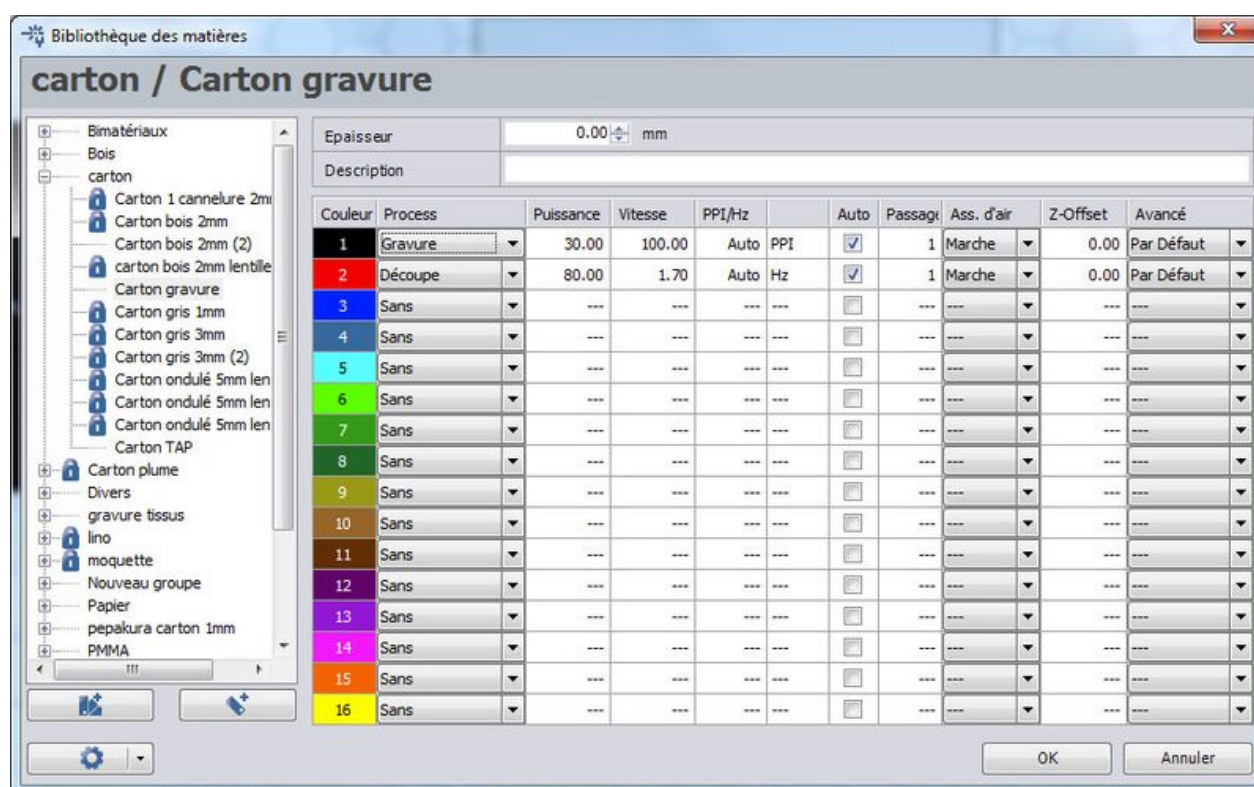 Bibliothèque des matières
carton / Carton gravure
Bimatériaux
Bois
carton
Carton 1 cannelure 2m
Carton bois 2mm
Carton bois 2mm (2)
carton bois 2mm lentille
Carton gravure
Carton gris 1mm
Carton gris 3mm
Carton gris 3mm (2)
Carton ondulé 5mm len
Carton ondulé 5mm len
Carton ondulé 5mm len
Carton TAP
Carton plume
Divers
gravure tissus
lino
moquette
Nouveau groupe
Papier
pepakura carton 1mm
PMMA
Epaisseur 0.00 mm
Description
Couleur Process Puissance Vitesse PPI/Hz Auto Passage Ass. d'air Z-Offset Avancé
1 Gravure 30.00 100.00 Auto PPI 1 Marche 0.00 Par Défaut
2 Découpe 80.00 1.70 Auto Hz 1 Marche 0.00 Par Défaut
3 Sans --- --- --- --- --- --- --- ---
4 Sans --- --- --- --- --- --- --- ---
5 Sans --- --- --- --- --- --- --- ---
6 Sans --- --- --- --- --- --- --- ---
7 Sans --- --- --- --- --- --- --- ---
8 Sans --- --- --- --- --- --- --- ---
9 Sans --- --- --- --- --- --- --- ---
10 Sans --- --- --- --- --- --- --- ---
11 Sans --- --- --- --- --- --- --- ---
12 Sans --- --- --- --- --- --- --- ---
13 Sans --- --- --- --- --- --- --- ---
14 Sans --- --- --- --- --- --- --- ---
15 Sans --- --- --- --- --- --- --- ---
16 Sans --- --- --- --- --- --- --- ---
OK Annuler